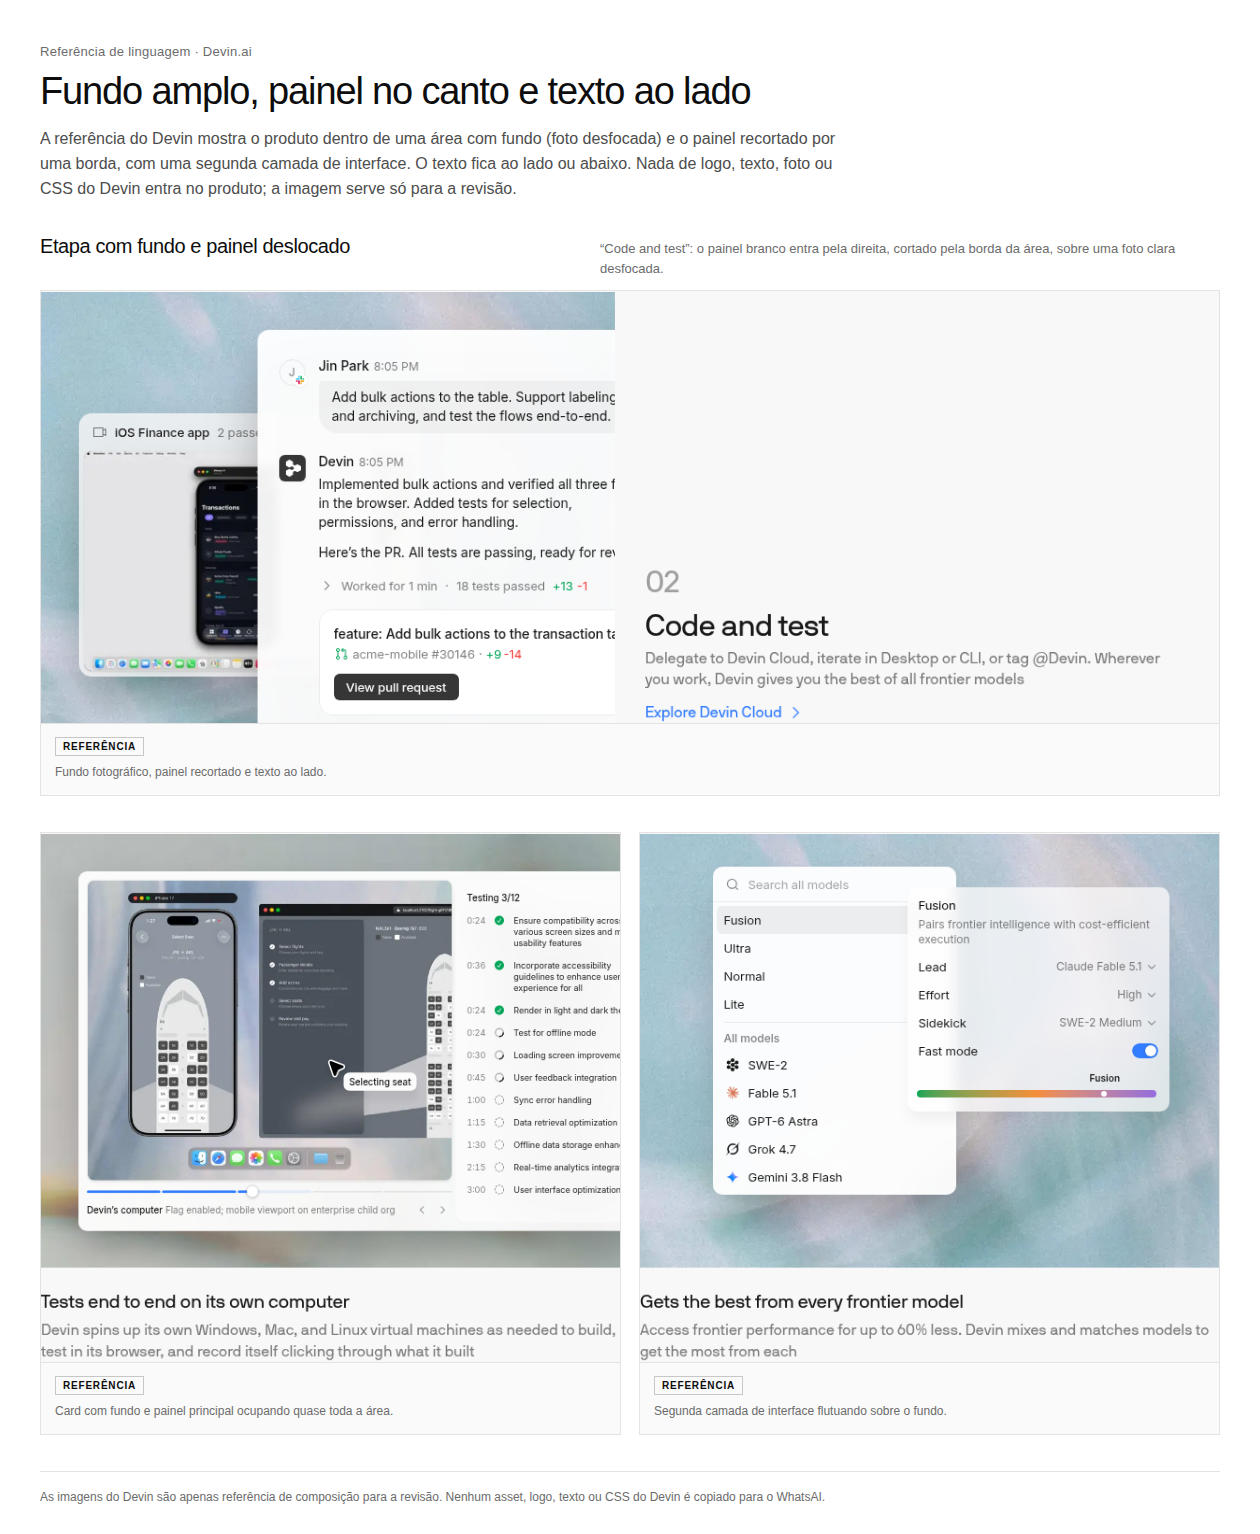 Referência de linguagem · Devin.ai
Fundo amplo, painel no canto e texto ao lado
A referência do Devin mostra o produto dentro de uma área com fundo (foto desfocada) e o painel recortado por
uma borda, com uma segunda camada de interface. O texto fica ao lado ou abaixo. Nada de logo, texto, foto ou
CSS do Devin entra no produto; a imagem serve só para a revisão.
Etapa com fundo e painel deslocado
“Code and test”: o painel branco entra pela direita, cortado pela borda da área, sobre uma foto clara
desfocada.
iOS Finance app 2 passe
Transactions
J
Jin Park 8:05 PM
Add bulk actions to the table. Support labeling
and archiving, and test the flows end-to-end.
Devin 8:05 PM
Implemented bulk actions and verified all three f
in the browser. Added tests for selection,
permissions, and error handling.
Here’s the PR. All tests are passing, ready for rev
Worked for 1 min · 18 tests passed +13 -1
feature: Add bulk actions to the transaction ta
acme-mobile #30146 · +9 -14
View pull request
02
Code and test
Delegate to Devin Cloud, iterate in Desktop or CLI, or tag @Devin. Wherever
you work, Devin gives you the best of all frontier models
Explore Devin Cloud
REFERÊNCIA
Fundo fotográfico, painel recortado e texto ao lado.
Selecting seat
Devin’s computer Flag enabled; mobile viewport on enterprise child org
Testing 3/12
0:24 Ensure compatibility across
various screen sizes and m
usability features
0:36 Incorporate accessibility
guidelines to enhance user
experience for all
0:24 Render in light and dark the
0:24 Test for offline mode
0:30 Loading screen improveme
0:45 User feedback integration
1:00 Sync error handling
1:15 Data retrieval optimization
1:30 Offline data storage enhanc
2:15 Real-time analytics integra
3:00 User interface optimization
Tests end to end on its own computer
Devin spins up its own Windows, Mac, and Linux virtual machines as needed to build,
test in its browser, and record itself clicking through what it built
REFERÊNCIA
Card com fundo e painel principal ocupando quase toda a área.
Search all models
Fusion
Ultra
Normal
Lite
All models
SWE-2
Fable 5.1
GPT-6 Astra
Grok 4.7
Gemini 3.8 Flash
Fusion
Pairs frontier intelligence with cost-efficient
execution
Lead Claude Fable 5.1
Effort High
Sidekick SWE-2 Medium
Fast mode
Fusion
Gets the best from every frontier model
Access frontier performance for up to 60% less. Devin mixes and matches models to
get the most from each
REFERÊNCIA
Segunda camada de interface flutuando sobre o fundo.
As imagens do Devin são apenas referência de composição para a revisão. Nenhum asset, logo, texto ou CSS do Devin é copiado para o WhatsAI.